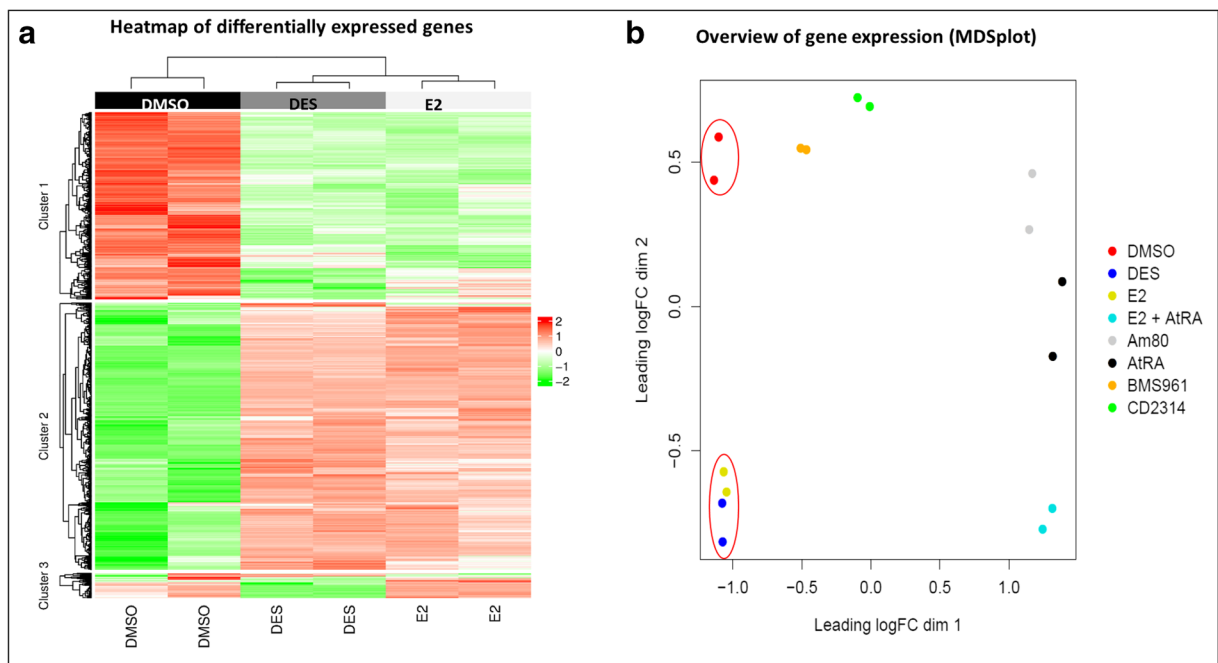 a
Heatmap of differentially expressed genes
DMSO
DES
E2
Cluster 1
Cluster 2
Cluster 3
2
1
0
−1
−2
DMSO
DMSO
DES
DES
E2
E2
b
Overview of gene expression (MDSplot)
Leading logFC dim 2
0.5
0.0
−0.5
−1.0
−0.5
0.0
0.5
1.0
Leading logFC dim 1
DMSO
DES
E2
E2 + AtRA
Am80
AtRA
BMS961
CD2314